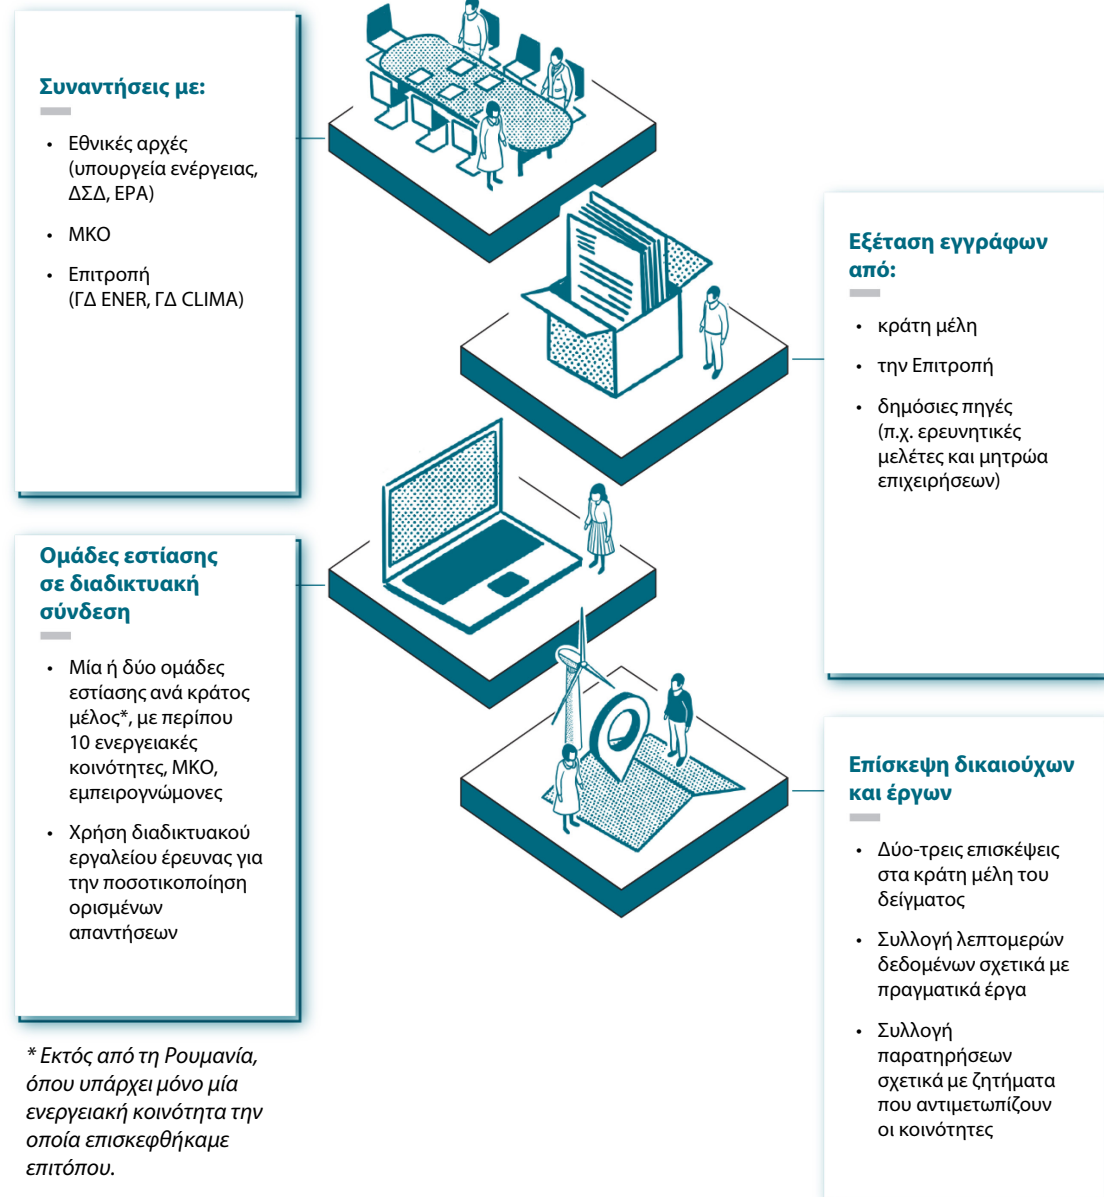 Συναντήσεις με:
• Εθνικές αρχές
(υπουργεία ενέργειας,
ΔΣΔ, ΕΡΑ)
• ΜΚΟ
• Επιτροπή
(ΓΔ ENER, ΓΔ CLIMA)
Εξέταση εγγράφων
από:
• κράτη μέλη
• την Επιτροπή
• δημόσιες πηγές
(π.χ. ερευνητικές
μελέτες και μητρώα
επιχειρήσεων)
Ομάδες εστίασης
σε διαδικτυακή
σύνδεση
• Μία ή δύο ομάδες
εστίασης ανά κράτος
μέλος*, με περίπου
10 ενεργειακές
κοινότητες, ΜΚΟ,
εμπειρογνώμονες
• Χρήση διαδικτυακού
εργαλείου έρευνας για
την ποσοτικοποίηση
ορισμένων
απαντήσεων
* Εκτός από τη Ρουμανία,
όπου υπάρχει μόνο μία
ενεργειακή κοινότητα την
οποία επισκεφθήκαμε
επιτόπου.
Επίσκεψη δικαιούχων
και έργων
• Δύο-τρεις επισκέψεις
στα κράτη μέλη του
δείγματος
• Συλλογή λεπτομερών
δεδομένων σχετικά με
πραγματικά έργα
• Συλλογή
παρατηρήσεων
σχετικά με ζητήματα
που αντιμετωπίζουν
οι κοινότητες